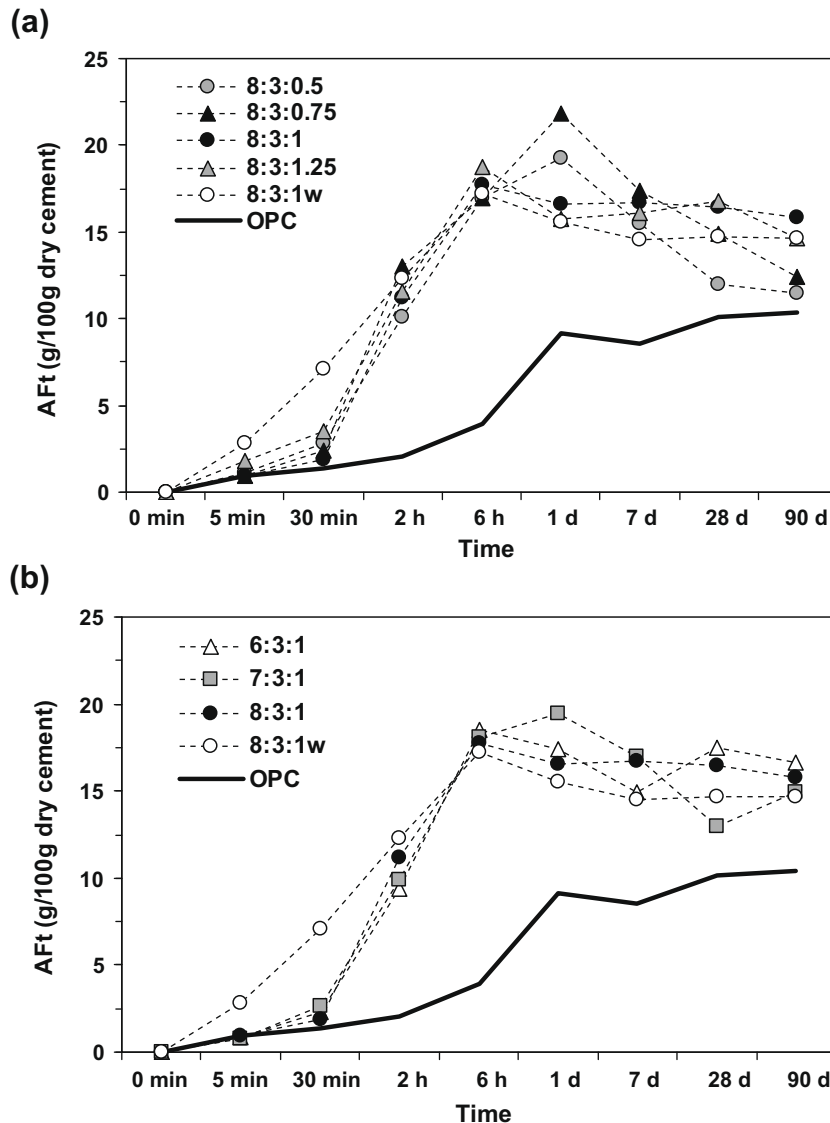 (a)
25
20
15
10
5
0
AFt (g/100g dry cement)
8:3:0.5
8:3:0.75
8:3:1
8:3:1.25
8:3:1w
OPC
0 min 5 min 30 min 2 h 6 h 1 d 7 d 28 d 90 d
Time
(b)
25
20
15
10
5
0
AFt (g/100g dry cement)
6:3:1
7:3:1
8:3:1
8:3:1w
OPC
0 min 5 min 30 min 2 h 6 h 1 d 7 d 28 d 90 d
Time